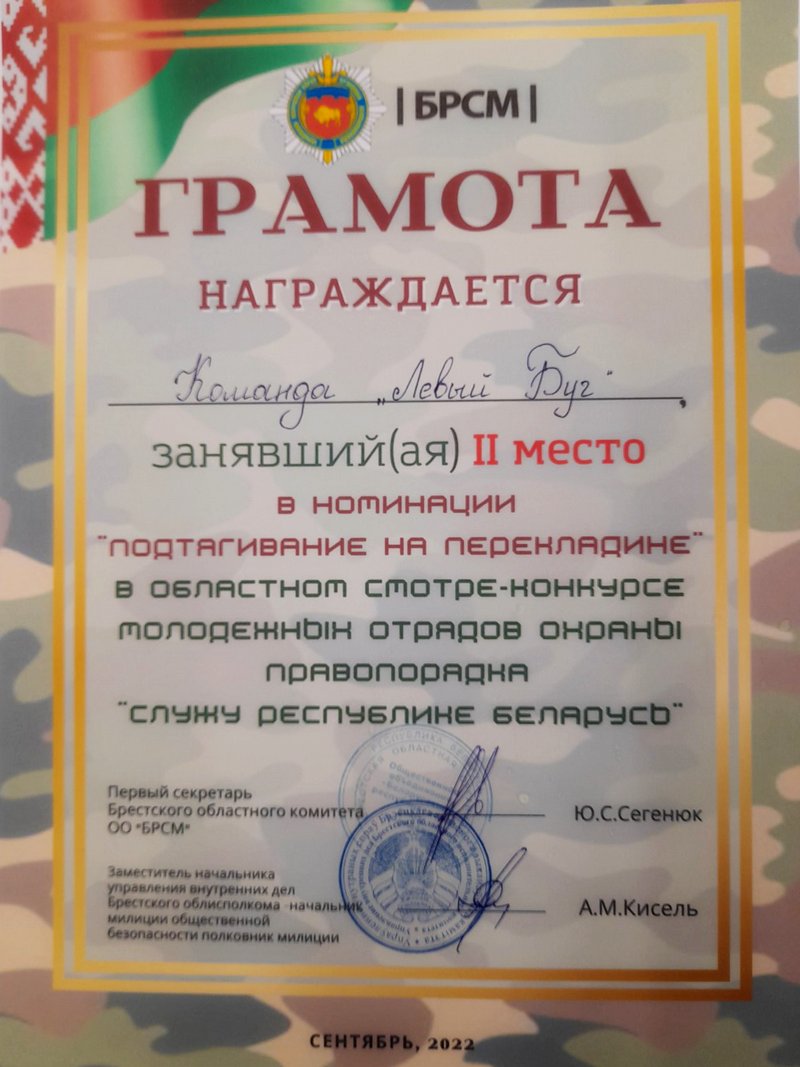 |БРСМ|
ГРАМОТА
НАГРАЖДАЕТСЯ
Команда „Левый Буг",
занявший(ая) II место
в номинации
"подтягивание на перекладине"
в областном смотре-конкурсе
молодежных отрядов охраны
правопорядка
"служу республике беларусь"
Первый секретарь
Брестского областного комитета
ОО "БРСМ"
Ю.С.Сегенюк
Заместитель начальника
управления внутренних дел
Брестского облисполкома -начальник
милиции общественной
безопасности полковник милиции
А.М.Кисель
СЕНТЯБРЬ, 2022